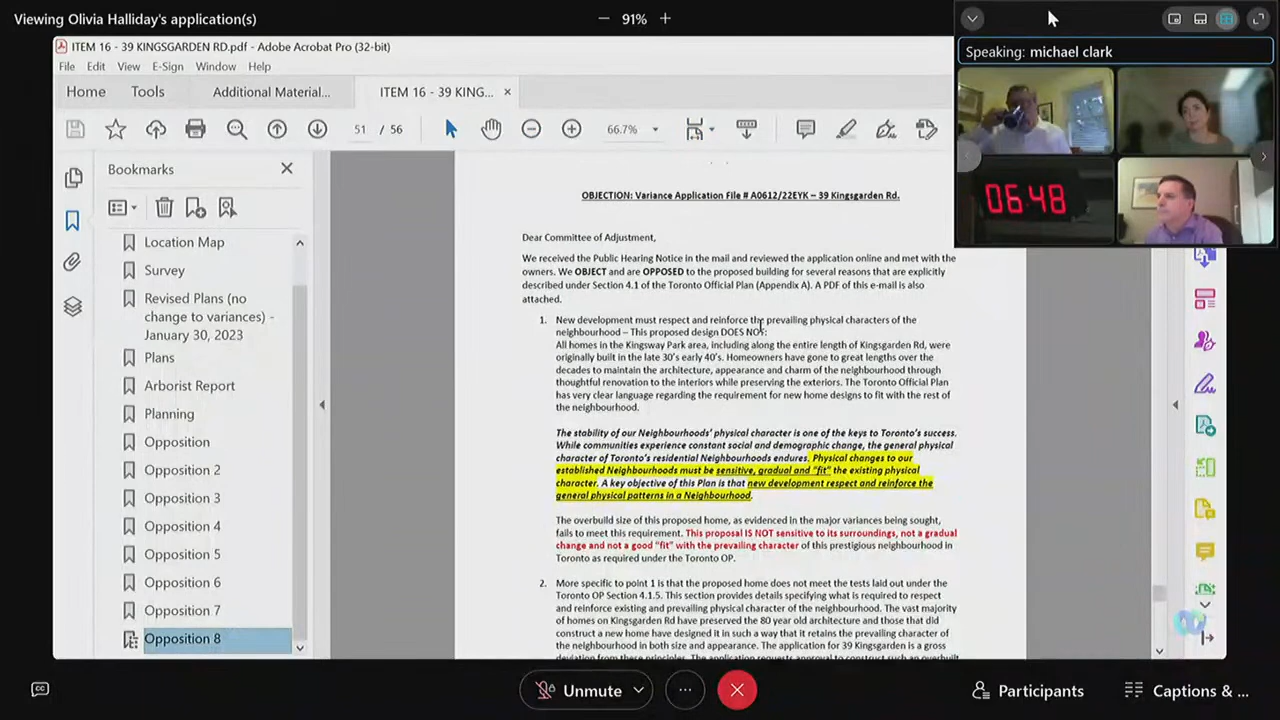 Viewing Olivia Halliday's application(s)
91%
Speaking: michael clark
06:48
ITEM 16 - 39 KINGSGARDEN RD.pdf - Adobe Acrobat Pro (32-bit)
File Edit View E-Sign Window Help
Home Tools Additional Material... ITEM 16 - 39 KING...
51 / 56 66.7%
Bookmarks
Location Map
Survey
Revised Plans (no
change to variances) -
January 30, 2023
Plans
Arborist Report
Planning
Opposition
Opposition 2
Opposition 3
Opposition 4
Opposition 5
Opposition 6
Opposition 7
Opposition 8
OBJECTION: Variance Application File # A0612/22EYK – 39 Kingsgarden Rd.
Dear Committee of Adjustment,
We received the Public Hearing Notice in the mail and reviewed the application online and met with the
owners. We OBJECT and are OPPOSED to the proposed building for several reasons that are explicitly
described under Section 4.1 of the Toronto Official Plan (Appendix A). A PDF of this e-mail is also
attached.
1. New development must respect and reinforce the prevailing physical characters of the
neighbourhood – This proposed design DOES NOT:
All homes in the Kingsway Park area, including along the entire length of Kingsgarden Rd, were
originally built in the late 30's early 40's. Homeowners have gone to great lengths over the
decades to maintain the architecture, appearance and charm of the neighbourhood through
thoughtful renovation to the interiors while preserving the exteriors. The Toronto Official Plan
has very clear language regarding the requirement for new home designs to fit with the rest of
the neighbourhood.
The stability of our Neighbourhoods' physical character is one of the keys to Toronto's success.
While communities experience constant social and demographic change, the general physical
character of Toronto's residential Neighbourhoods endures. Physical changes to our
established Neighbourhoods must be sensitive, gradual and "fit" the existing physical
character. A key objective of this Plan is that new development respect and reinforce the
general physical patterns in a Neighbourhood.
The overbuild size of this proposed home, as evidenced in the major variances being sought,
fails to meet this requirement. This proposal IS NOT sensitive to its surroundings, not a gradual
change and not a good "fit" with the prevailing character of this prestigious neighbourhood in
Toronto as required under the Toronto OP.
2. More specific to point 1 is that the proposed home does not meet the tests laid out under the
Toronto OP Section 4.1.5. This section provides details specifying what is required to respect
and reinforce existing and prevailing physical character of the neighbourhood. The vast majority
of homes on Kingsgarden Rd have preserved the 80 year old architecture and those that did
construct a new home have designed it in such a way that it retains the prevailing character of
the neighbourhood in both size and appearance. The application for 39 Kingsgarden is a gross
deviation from these principles. The application requests approval to construct such an overbuilt
Unmute
Participants
Captions & ...